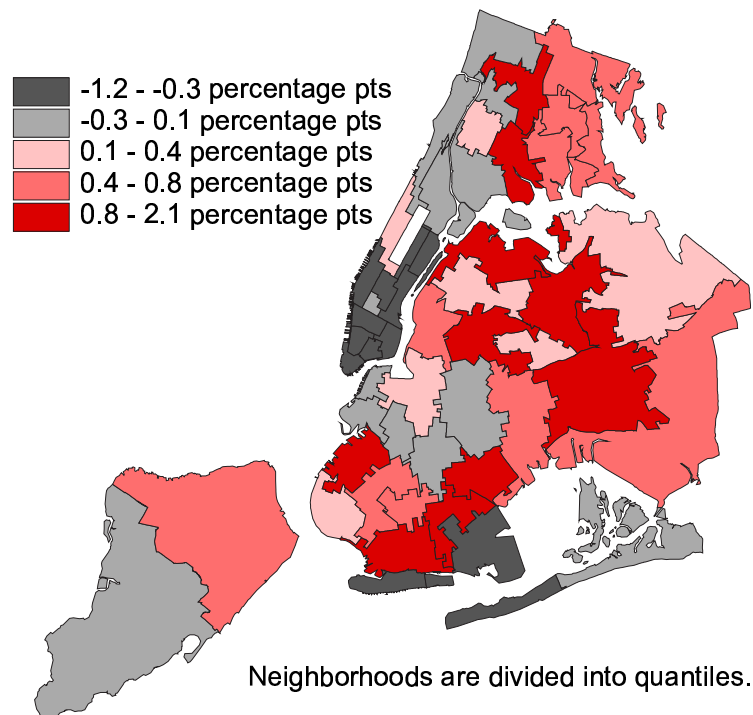 -1.2 - -0.3 percentage pts
-0.3 - 0.1 percentage pts
0.1 - 0.4 percentage pts
0.4 - 0.8 percentage pts
0.8 - 2.1 percentage pts
Neighborhoods are divided into quantiles.